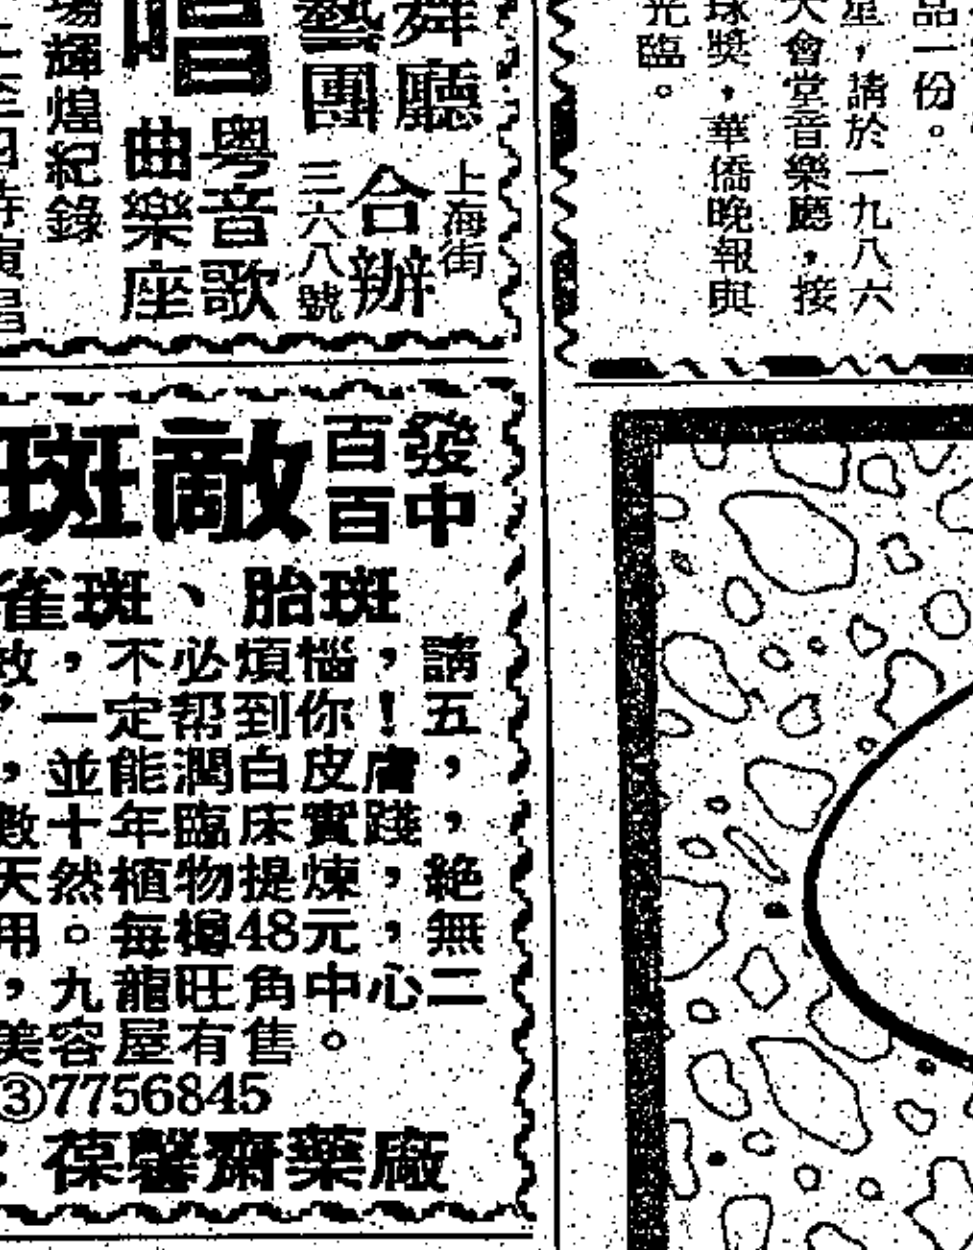 品一份。
星，請於一九八六
大會堂音樂廳，接
球獎，華僑晚報與
光臨。
舞廳
藝團
合辦
上海街
三六八號
唱
粵音歌
曲樂座
場輝煌紀錄
百發
百中
斑敵
雀斑、胎斑
效，不必煩惱，請
一定帮到你！五
，並能潤白皮膚，
數十年臨床實踐，
天然植物提煉，絕
用。每樽48元，無
，九龍旺角中心二
美容屋有售。
③7756845
：葆馨齋藥廠